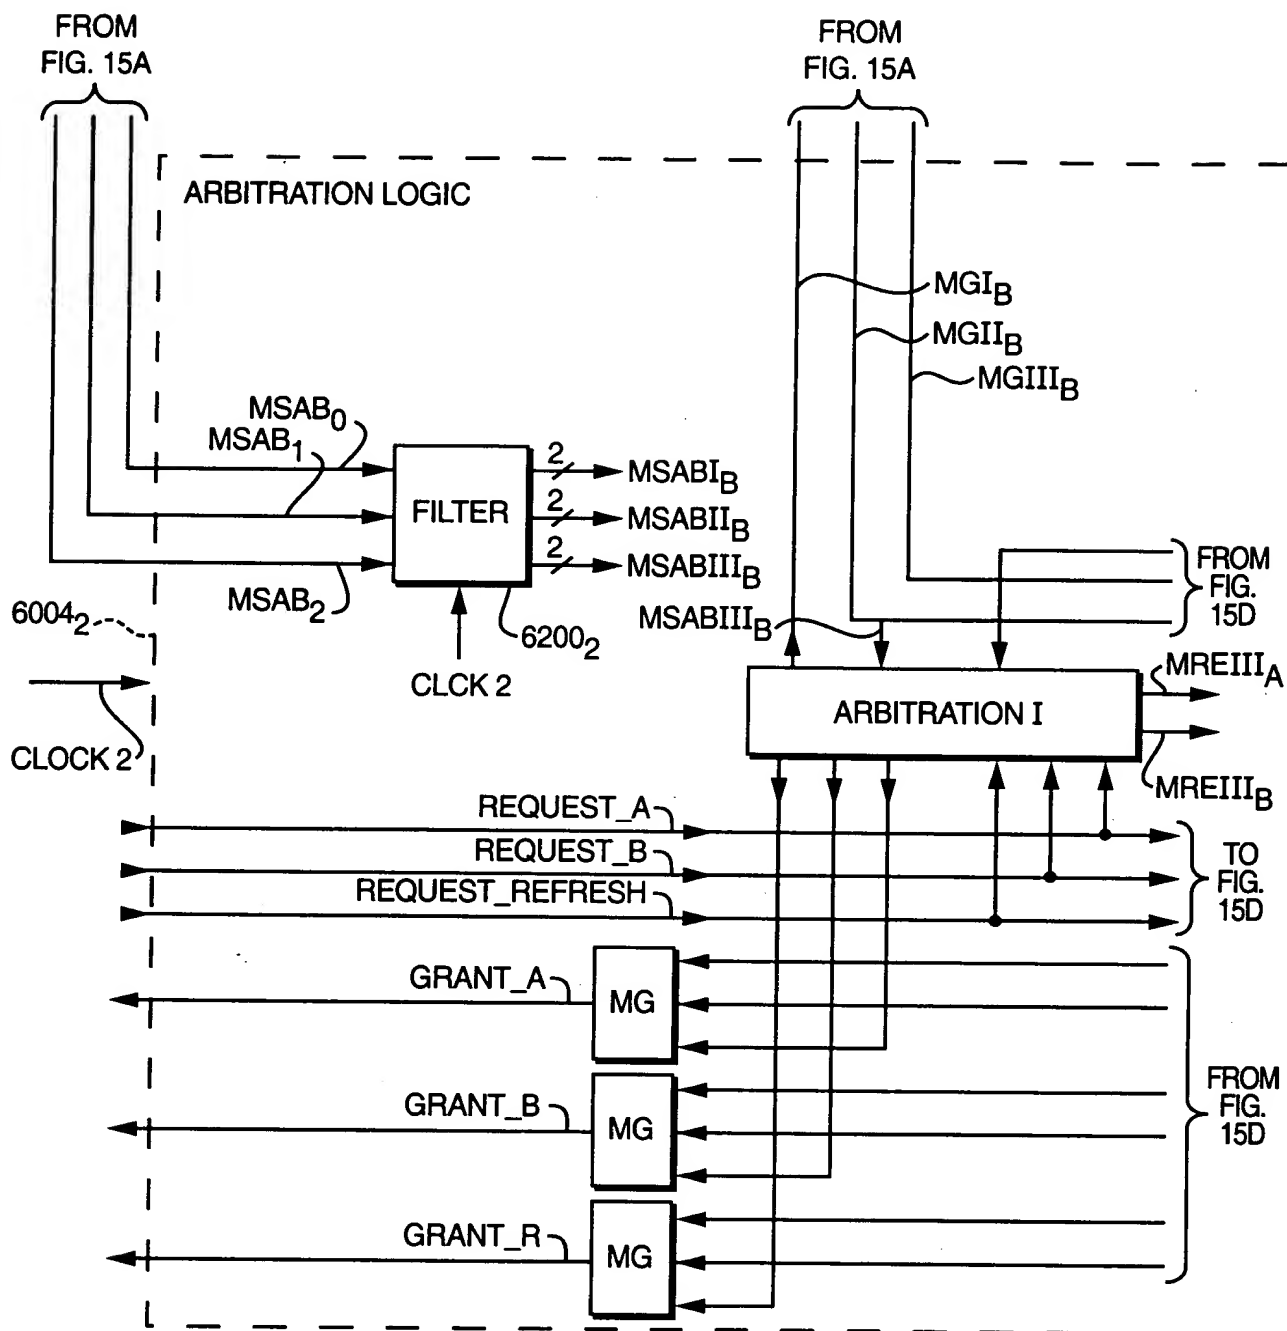 FROM
FIG. 15A
FROM
FIG. 15A
ARBITRATION LOGIC
MGI_B
MGII_B
MGIII_B
MSAB_0
MSAB_1
MSAB_2
FILTER
2
2
2
MSABI_B
MSABII_B
MSABIII_B
6200_2
CLCK 2
6004_2
CLOCK 2
MSABIII_B
FROM
FIG.
15D
ARBITRATION I
MREIII_A
MREIII_B
REQUEST_A
REQUEST_B
REQUEST_REFRESH
TO
FIG.
15D
GRANT_A
MG
GRANT_B
MG
GRANT_R
MG
FROM
FIG.
15D